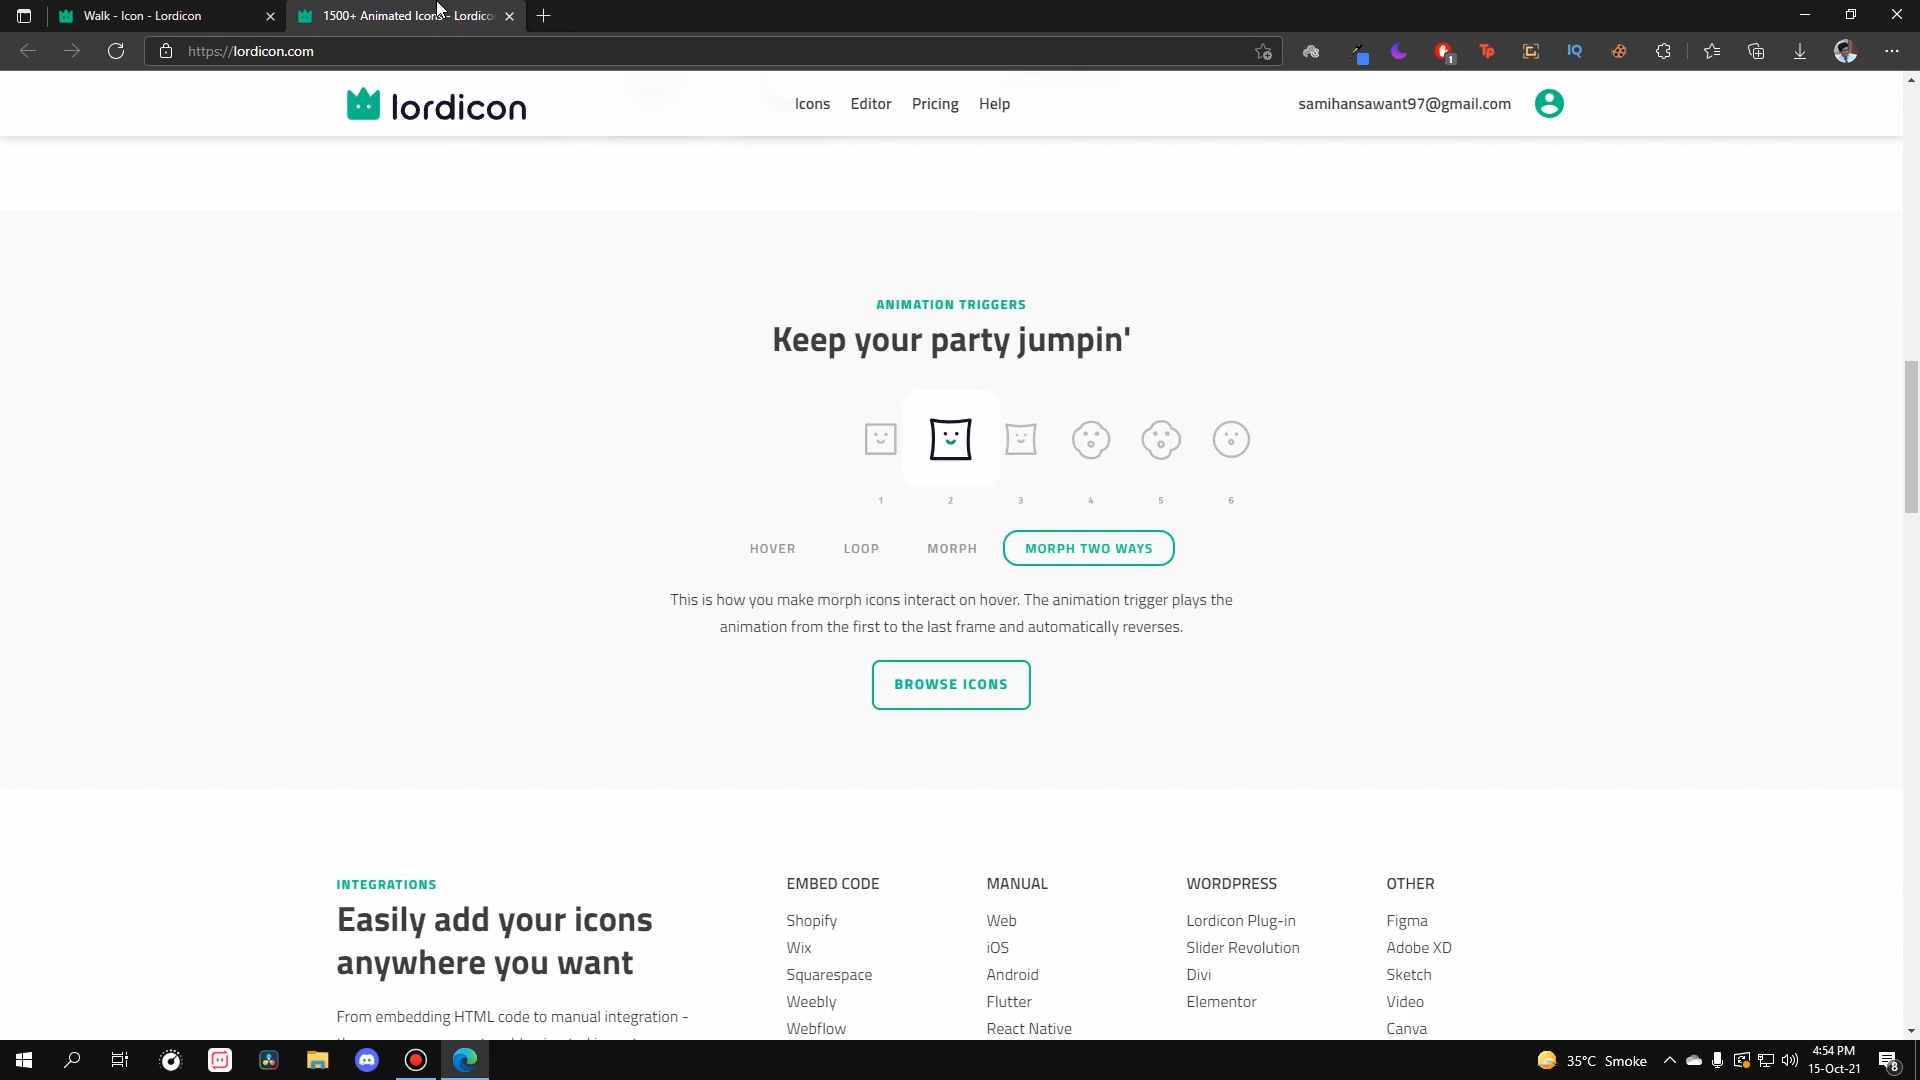 Walk - Icon - Lordicon
1500+ Animated Icons - Lordico
https://lordicon.com
1
Tp
IQ
lordicon
Icons
Editor
Pricing
Help
samihansawant97@gmail.com
ANIMATION TRIGGERS
Keep your party jumpin'
1
2
3
4
5
6
HOVER
LOOP
MORPH
MORPH TWO WAYS
This is how you make morph icons interact on hover. The animation trigger plays the
animation from the first to the last frame and automatically reverses.
BROWSE ICONS
INTEGRATIONS
Easily add your icons
anywhere you want
From embedding HTML code to manual integration -
EMBED CODE
Shopify
Wix
Squarespace
Weebly
Webflow
MANUAL
Web
iOS
Android
Flutter
React Native
WORDPRESS
Lordicon Plug-in
Slider Revolution
Divi
Elementor
OTHER
Figma
Adobe XD
Sketch
Video
Canva
35°C Smoke
4:54 PM
15-Oct-21
8